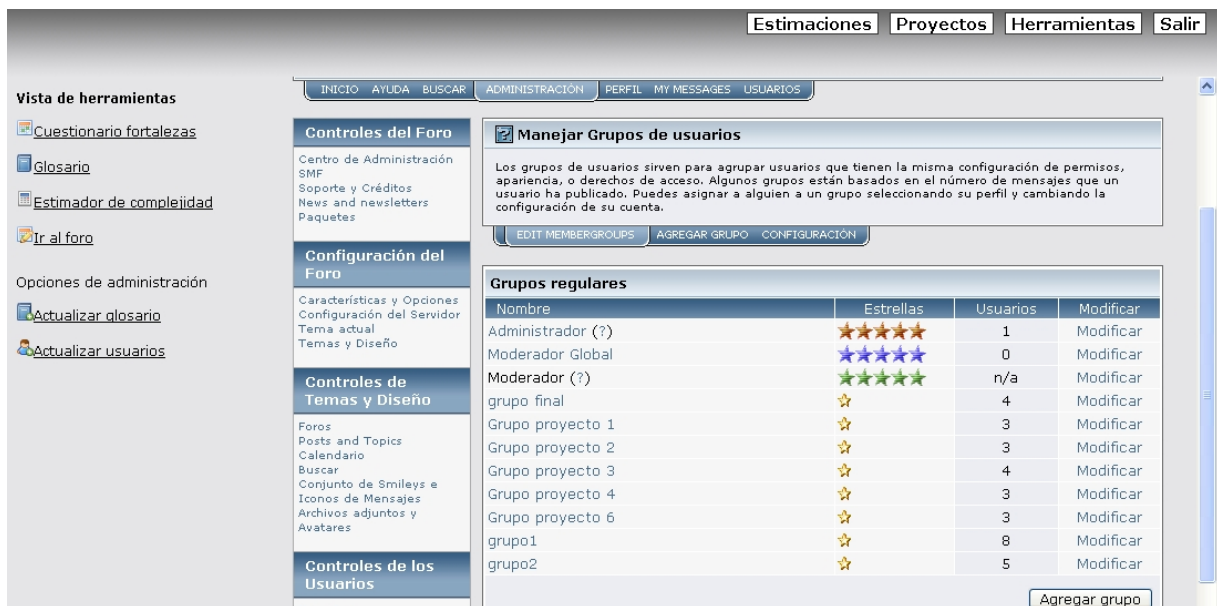 Estimaciones Proyectos Herramientas Salir
Vista de herramientas
Cuestionario fortalezas
Glosario
Estimador de complejidad
Ir al foro
Opciones de administración
Actualizar glosario
Actualizar usuarios
INICIO AYUDA BUSCAR ADMINISTRACIÓN PERFIL MY MESSAGES USUARIOS
Controles del Foro
Centro de Administración
SMF
Soporte y Créditos
News and newsletters
Paquetes
Configuración del
Foro
Características y Opciones
Configuración del Servidor
Tema actual
Temas y Diseño
Controles de
Temas y Diseño
Foros
Posts and Topics
Calendario
Buscar
Conjunto de Smileys e
Iconos de Mensajes
Archivos adjuntos y
Avatares
Controles de los
Usuarios
Manejar Grupos de usuarios
Los grupos de usuarios sirven para agrupar usuarios que tienen la misma configuración de permisos,
apariencia, o derechos de acceso. Algunos grupos están basados en el número de mensajes que un
usuario ha publicado. Puedes asignar a alguien a un grupo seleccionando su perfil y cambiando la
configuración de su cuenta.
EDIT MEMBERGROUPS AGREGAR GRUPO CONFIGURACIÓN
Grupos regulares
Nombre Estrellas Usuarios Modificar
Administrador (?) 1 Modificar
Moderador Global 0 Modificar
Moderador (?) n/a Modificar
grupo final 4 Modificar
Grupo proyecto 1 3 Modificar
Grupo proyecto 2 3 Modificar
Grupo proyecto 3 4 Modificar
Grupo proyecto 4 3 Modificar
Grupo proyecto 6 3 Modificar
grupo1 8 Modificar
grupo2 5 Modificar
Agregar grupo